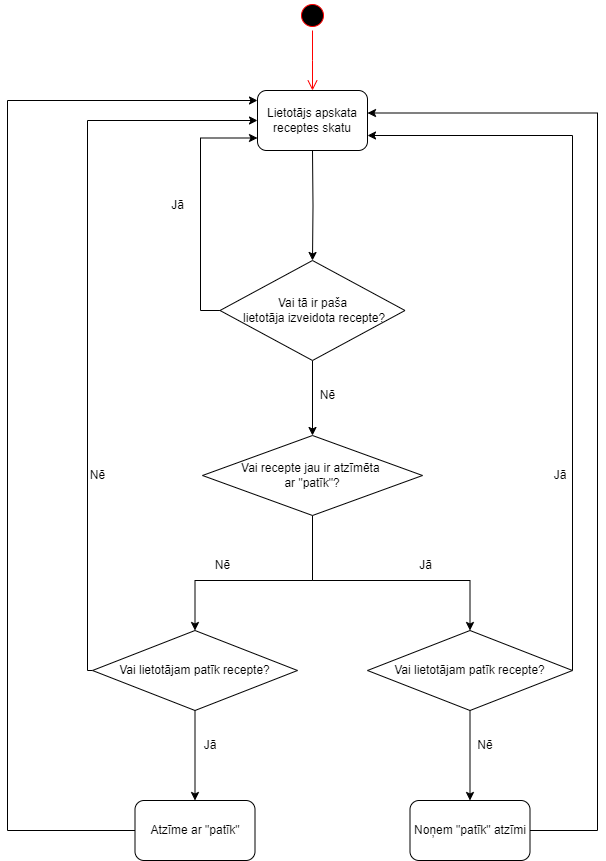 Lietotājs apskata
receptes skatu
Jā
Vai tā ir paša
lietotāja izveidota recepte?
Nē
Vai recepte jau ir atzīmēta
ar "patīk"?
Nē
Jā
Nē
Jā
Vai lietotājam patīk recepte?
Vai lietotājam patīk recepte?
Jā
Nē
Atzīme ar "patīk"
Noņem "patīk" atzīmi